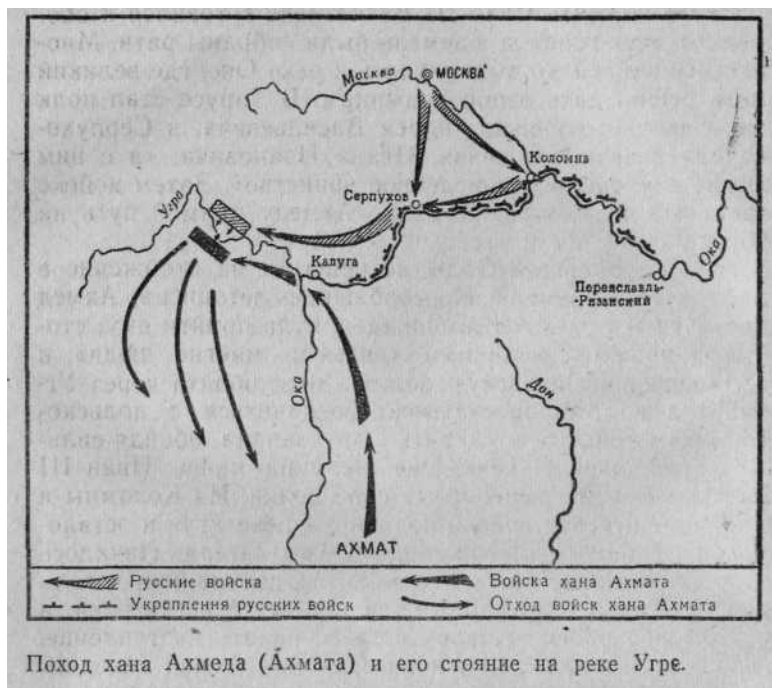 Москва
МОСКВА
Коломна
Серпухов
Угра
Калуга
Переяславль-
-Рязанский
Ока
Ока
Дон
АХМАТ
Русские войска
Войска хана Ахмата
Укрепления русских войск
Отход войск хана Ахмата
Поход хана Ахмеда (Ахмата) и его стояние на реке Угре.